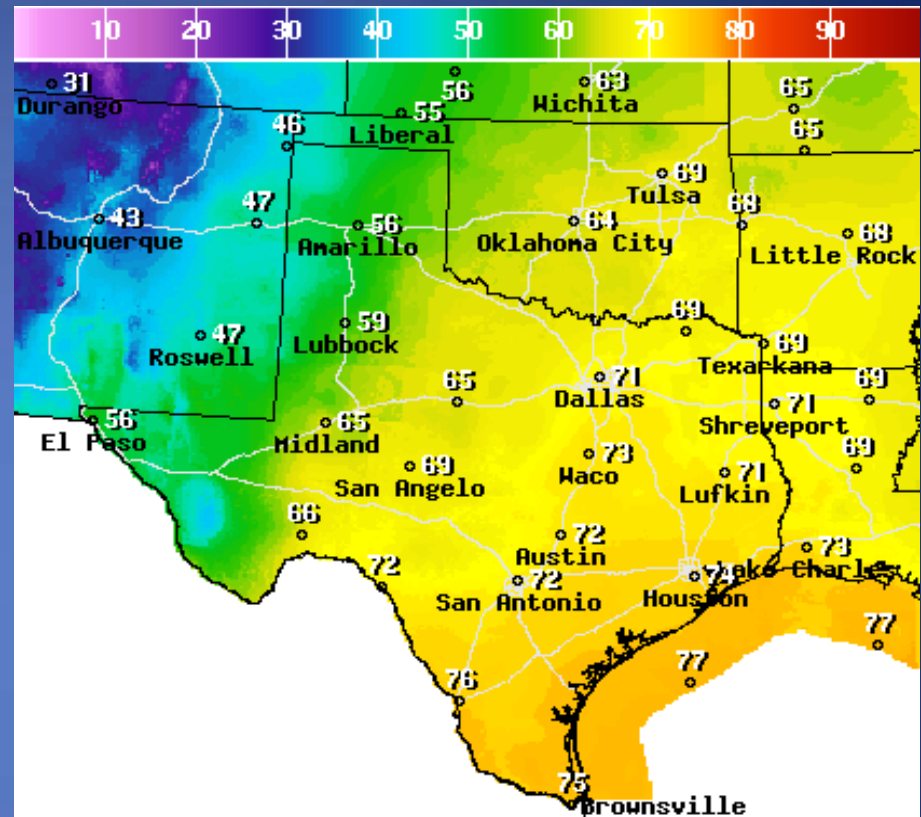 10 20 30 40 50 60 70 80 90
31
Durango
56
63
Wichita
65
55
Liberal
46
65
69
Tulsa
43
Albuquerque
47
56
Amarillo
64
Oklahoma City
68
68
Little Rock
47
Roswell
59
Lubbock
69
69
Texarkana
71
Dallas
65
71
Shreveport
69
56
El Paso
65
Midland
69
San Angelo
73
Waco
71
Lufkin
69
66
72
Austin
73
Lake Charles
72
72
San Antonio
74
Houston
77
77
76
75
Brownsville